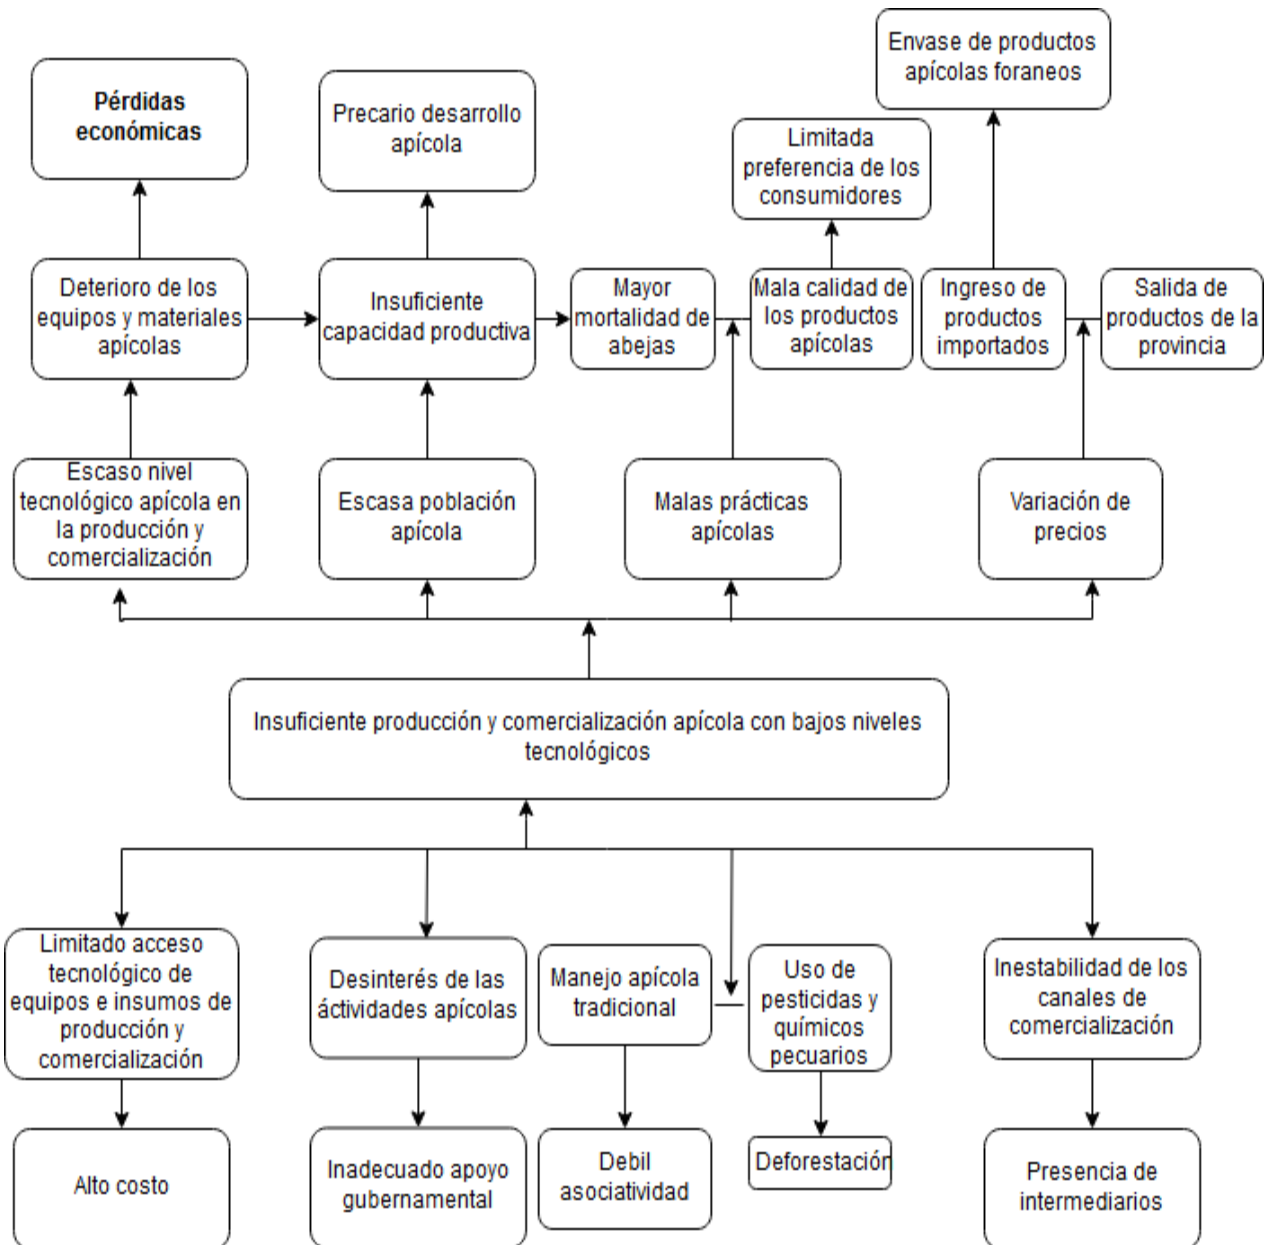 Envase de productos
apícolas foraneos
Pérdidas
económicas
Precario desarrollo
apícola
Limitada
preferencia de los
consumidores
Deterioro de los
equipos y materiales
apícolas
Insuficiente
capacidad productiva
Mayor
mortalidad de
abejas
Mala calidad de
los productos
apícolas
Ingreso de
productos
importados
Salida de
productos de la
provincia
Escaso nivel
tecnológico apícola en
la producción y
comercialización
Escasa población
apícola
Malas prácticas
apícolas
Variación de
precios
Insuficiente producción y comercialización apícola con bajos niveles
tecnológicos
Limitado acceso
tecnológico de
equipos e insumos de
producción y
comercialización
Desinterés de las
áctividades apícolas
Manejo apícola
tradicional
Uso de
pesticidas y
químicos
pecuarios
Inestabilidad de los
canales de
comercialización
Alto costo
Inadecuado apoyo
gubernamental
Debil
asociatividad
Deforestación
Presencia de
intermediarios